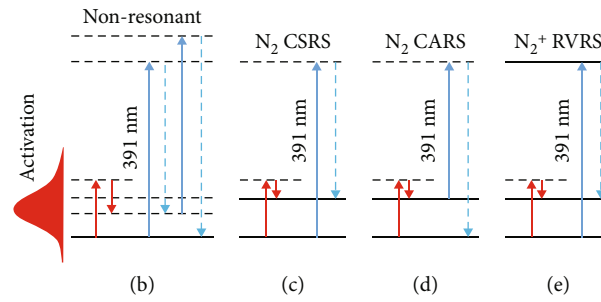 Non-resonant
N₂ CSRS
N₂ CARS
N₂⁺ RVRS
Activation
391 nm
391 nm
391 nm
391 nm
(b)
(c)
(d)
(e)